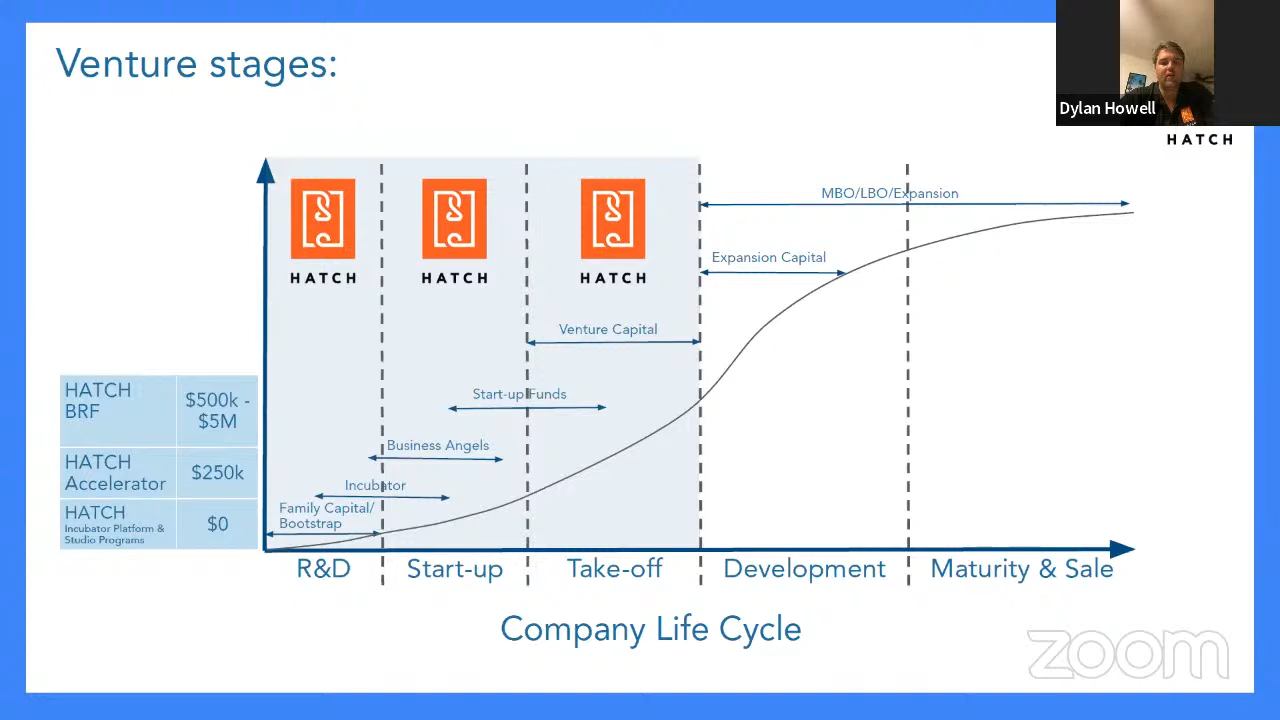 Venture stages:
Dylan Howell
HATCH
HATCH
HATCH
HATCH
MBO/LBO/Expansion
Expansion Capital
Venture Capital
Start-up Funds
Business Angels
Incubator
Family Capital/
Bootstrap
HATCH
BRF
$500k -
$5M
HATCH
Accelerator
$250k
HATCH
Incubator Platform &
Studio Programs
$0
R&D
Start-up
Take-off
Development
Maturity & Sale
Company Life Cycle
zoom